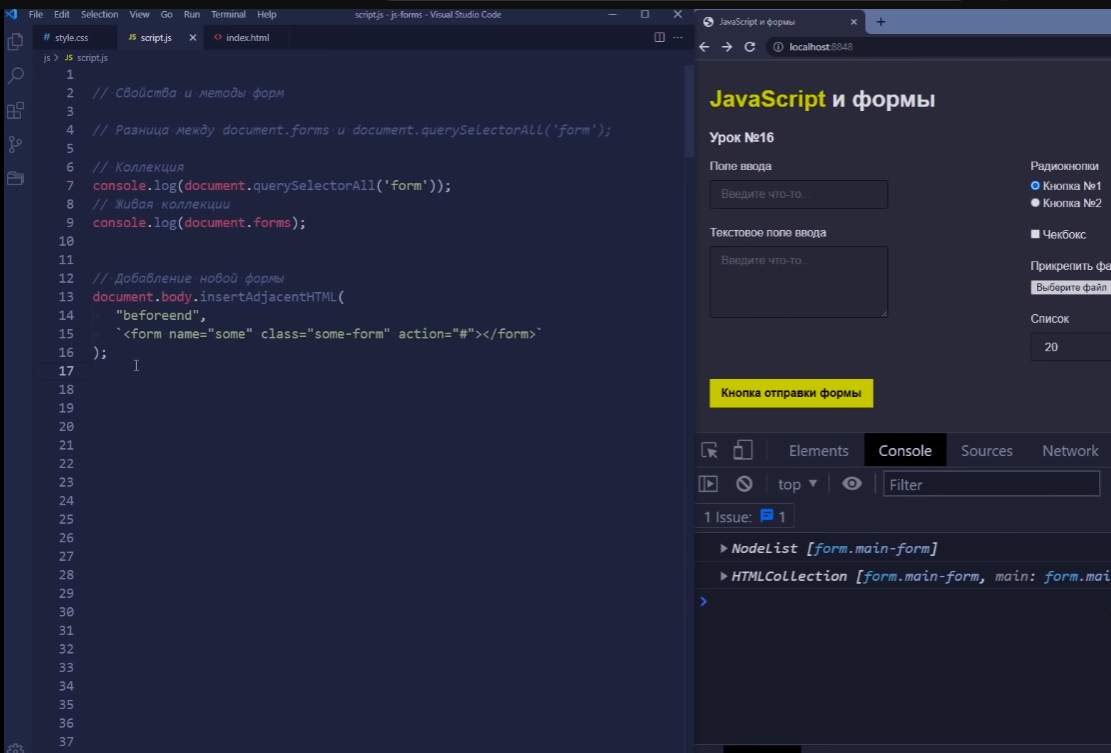 File Edit Selection View Go Run Terminal Help script.js - js-forms - Visual Studio Code
# style.css JS script.js × <> index.html
js > JS script.js
1
2 // Свойства и методы форм
3
4 // Разница между document.forms и document.querySelectorAll('form');
5
6 // Коллекция
7 console.log(document.querySelectorAll('form'));
8 // Живая коллекции
9 console.log(document.forms);
10
11
12 // Добавление новой формы
13 document.body.insertAdjacentHTML(
14 "beforeend",
15 `<form name="some" class="some-form" action="#"></form>`
16 );
17
18
19
20
21
22
23
24
25
26
27
28
29
30
31
32
33
34
35
36
37
JavaScript и формы × +
localhost:8848
JavaScript и формы
Урок №16
Поле ввода
Введите что-то...
Текстовое поле ввода
Введите что-то...
Кнопка отправки формы
Радиокнопки
Кнопка №1
Кнопка №2
Чекбокс
Прикрепить фа
Выберите файл
Список
20
Elements Console Sources Network
top ▼ Filter
1 Issue: 1
NodeList [form.main-form]
HTMLCollection [form.main-form, main: form.mai